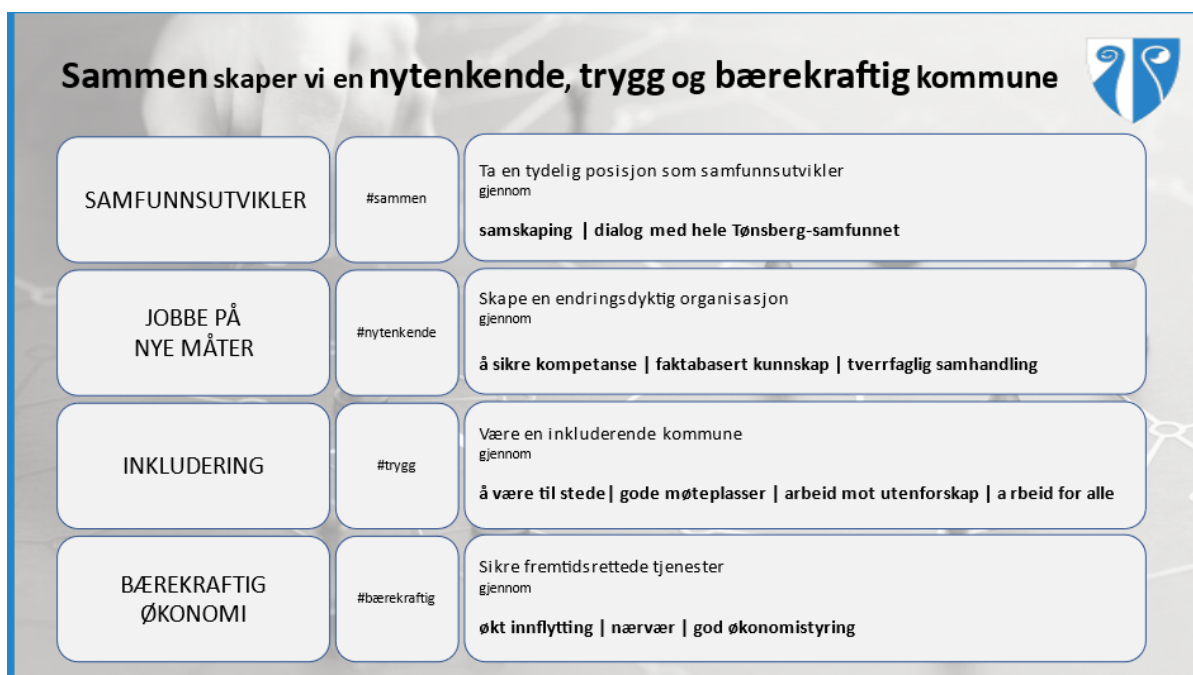 Sammen skaper vi en nytenkende, trygg og bærekraftig kommune
SAMFUNNSUTVIKLER
#sammen
Ta en tydelig posisjon som samfunnsutvikler
gjennom
samskaping | dialog med hele Tønsberg-samfunnet
JOBBE PÅ
NYE MÅTER
#nytenkende
Skape en endringsdyktig organisasjon
gjennom
å sikre kompetanse | faktabasert kunnskap | tverrfaglig samhandling
INKLUDERING
#trygg
Være en inkluderende kommune
gjennom
å være til stede| gode møteplasser | arbeid mot utenforskap | a rbeid for alle
BÆREKRAFTIG
ØKONOMI
#bærekraftig
Sikre fremtidsrettede tjenester
gjennom
økt innflytting | nærvær | god økonomistyring